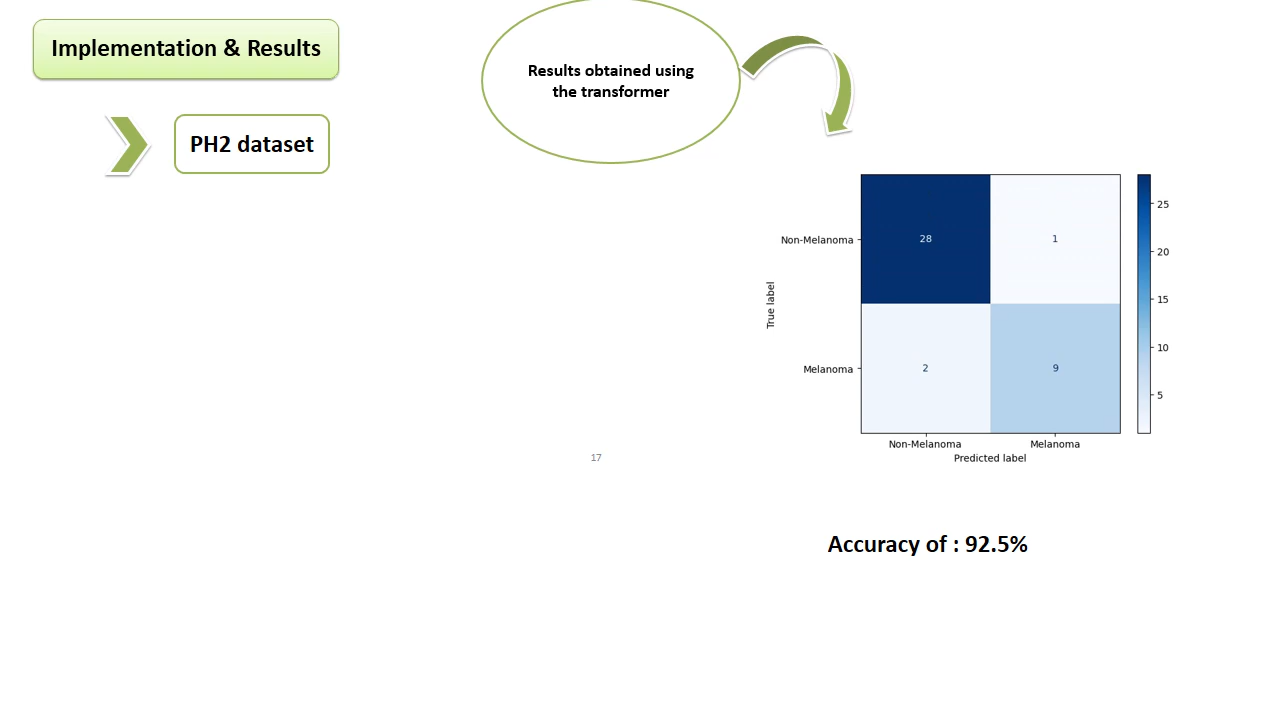 Implementation & Results
Results obtained using
the transformer
PH2 dataset
Non-Melanoma
28
1
25
20
15
True label
10
Melanoma
2
9
5
Non-Melanoma
Melanoma
Predicted label
17
Accuracy of : 92.5%